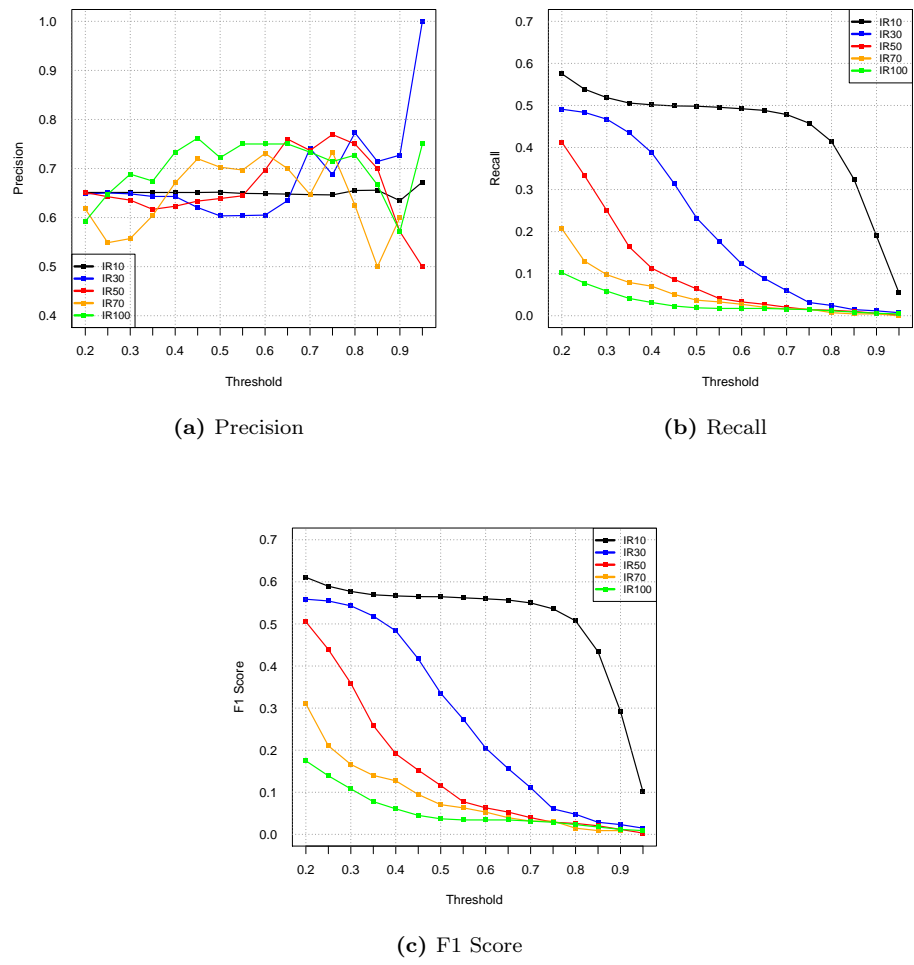 1.0
0.9
0.8
0.7
0.6
0.5
0.4
Precision
IR10
IR30
IR50
IR70
IR100
0.2 0.3 0.4 0.5 0.6 0.7 0.8 0.9
Threshold
(a) Precision
0.7
0.6
0.5
0.4
0.3
0.2
0.1
0.0
Recall
IR10
IR30
IR50
IR70
IR100
0.2 0.3 0.4 0.5 0.6 0.7 0.8 0.9
Threshold
(b) Recall
0.7
0.6
0.5
0.4
0.3
0.2
0.1
0.0
F1 Score
IR10
IR30
IR50
IR70
IR100
0.2 0.3 0.4 0.5 0.6 0.7 0.8 0.9
Threshold
(c) F1 Score